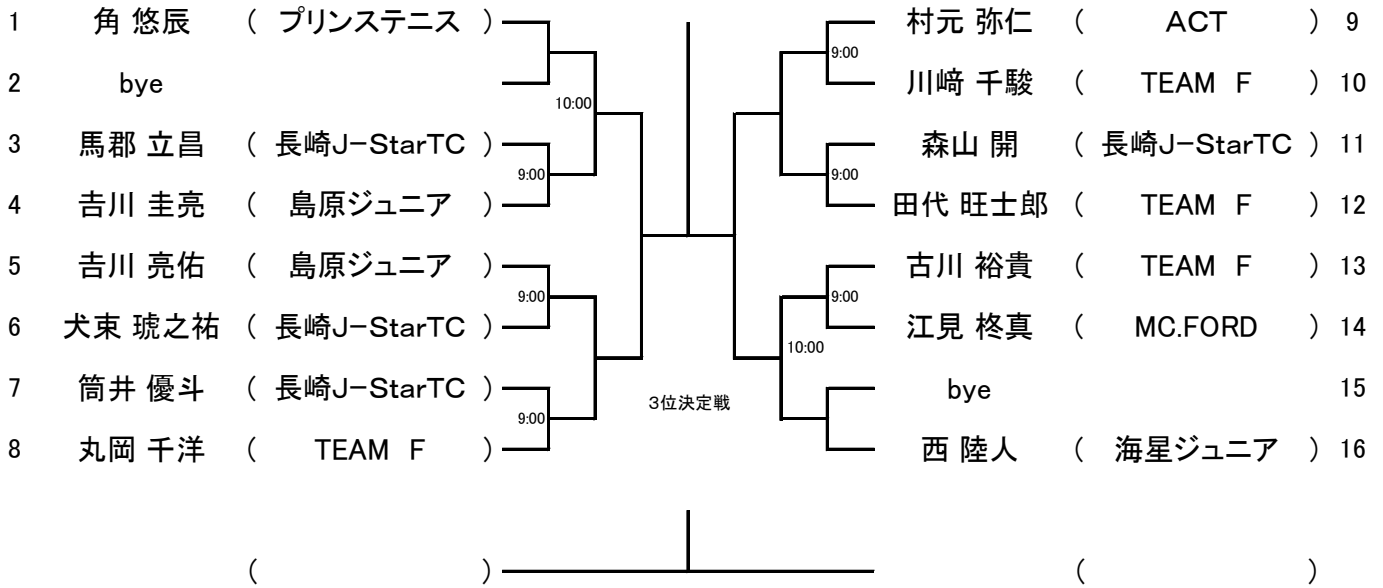 1 角 悠辰 ( プリンステニス ) 村元 弥仁 ( ACT ) 9
9:00
2 bye 川﨑 千駿 ( TEAM F ) 10
10:00
3 馬郡 立昌 ( 長崎J-StarTC ) 森山 開 ( 長崎J-StarTC ) 11
9:00 9:00
4 𠮷川 圭亮 ( 島原ジュニア ) 田代 旺士郎 ( TEAM F ) 12
5 𠮷川 亮佑 ( 島原ジュニア ) 古川 裕貴 ( TEAM F ) 13
9:00 9:00
6 犬束 琥之祐 ( 長崎J-StarTC ) 江見 柊真 ( MC.FORD ) 14
10:00
7 筒井 優斗 ( 長崎J-StarTC ) bye 15
9:00 3位決定戦
8 丸岡 千洋 ( TEAM F ) 西 陸人 ( 海星ジュニア ) 16
( ) ( )